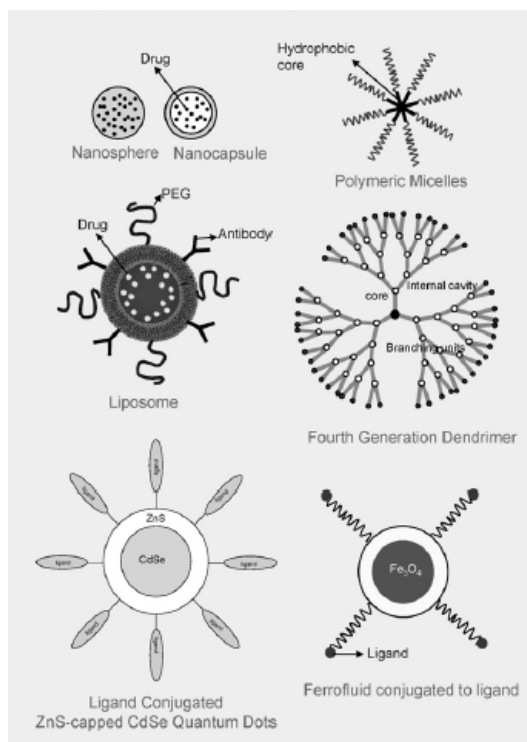 Drug
Nanosphere
Nanocapsule
Hydrophobic
core
Polymeric Micelles
PEG
Drug
Antibody
Liposome
Internal cavity
core
Branching units
Fourth Generation Dendrimer
ligand
ligand
ligand
ligand
ligand
ligand
ligand
ligand
ZnS
CdSe
Ligand Conjugated
ZnS-capped CdSe Quantum Dots
Fe3O4
Ligand
Ferrofluid conjugated to ligand